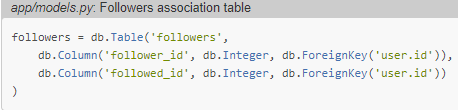 app/models.py: Followers association table
followers = db.Table('followers',
    db.Column('follower_id', db.Integer, db.ForeignKey('user.id')),
    db.Column('followed_id', db.Integer, db.ForeignKey('user.id'))
)